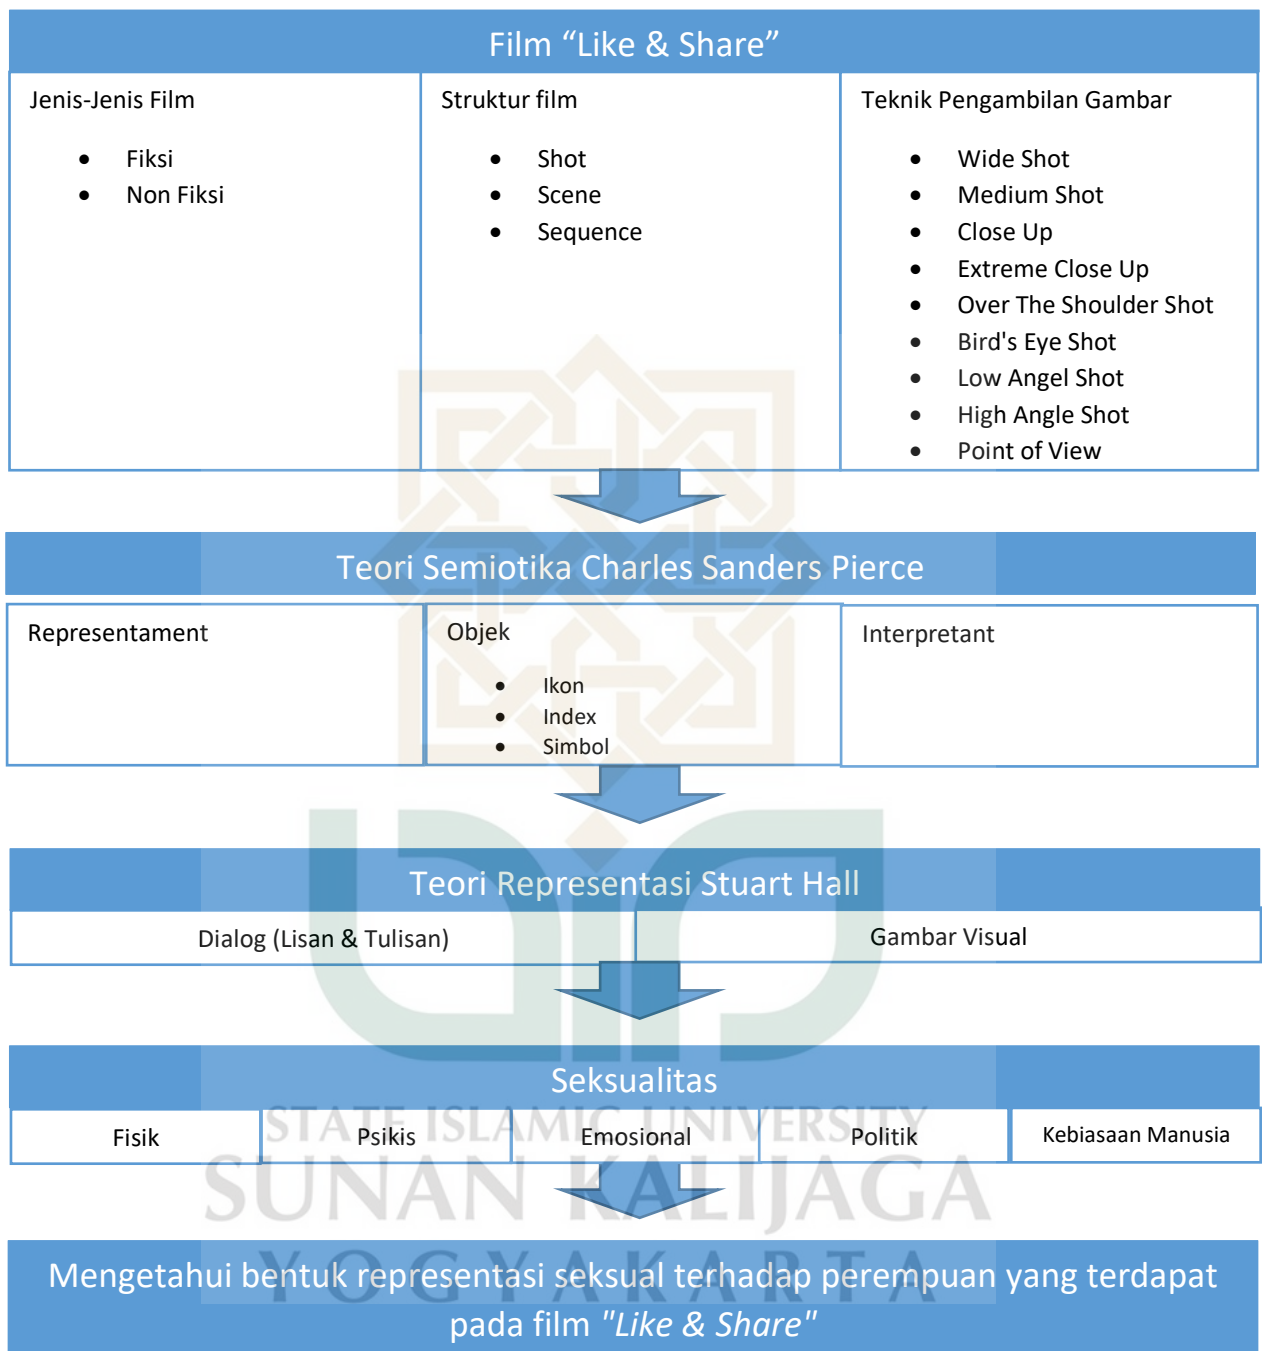 Film “Like & Share”
Jenis-Jenis Film
• Fiksi
• Non Fiksi
Struktur film
• Shot
• Scene
• Sequence
Teknik Pengambilan Gambar
• Wide Shot
• Medium Shot
• Close Up
• Extreme Close Up
• Over The Shoulder Shot
• Bird's Eye Shot
• Low Angel Shot
• High Angle Shot
• Point of View
Teori Semiotika Charles Sanders Pierce
Representament
Objek
• Ikon
• Index
• Simbol
Interpretant
Teori Representasi Stuart Hall
Dialog (Lisan & Tulisan)
Gambar Visual
Seksualitas
Fisik
Psikis
Emosional
Politik
Kebiasaan Manusia
STATE ISLAMIC UNIVERSITY
SUNAN KALIJAGA
YOGYAKARTA
Mengetahui bentuk representasi seksual terhadap perempuan yang terdapat
pada film "Like & Share"